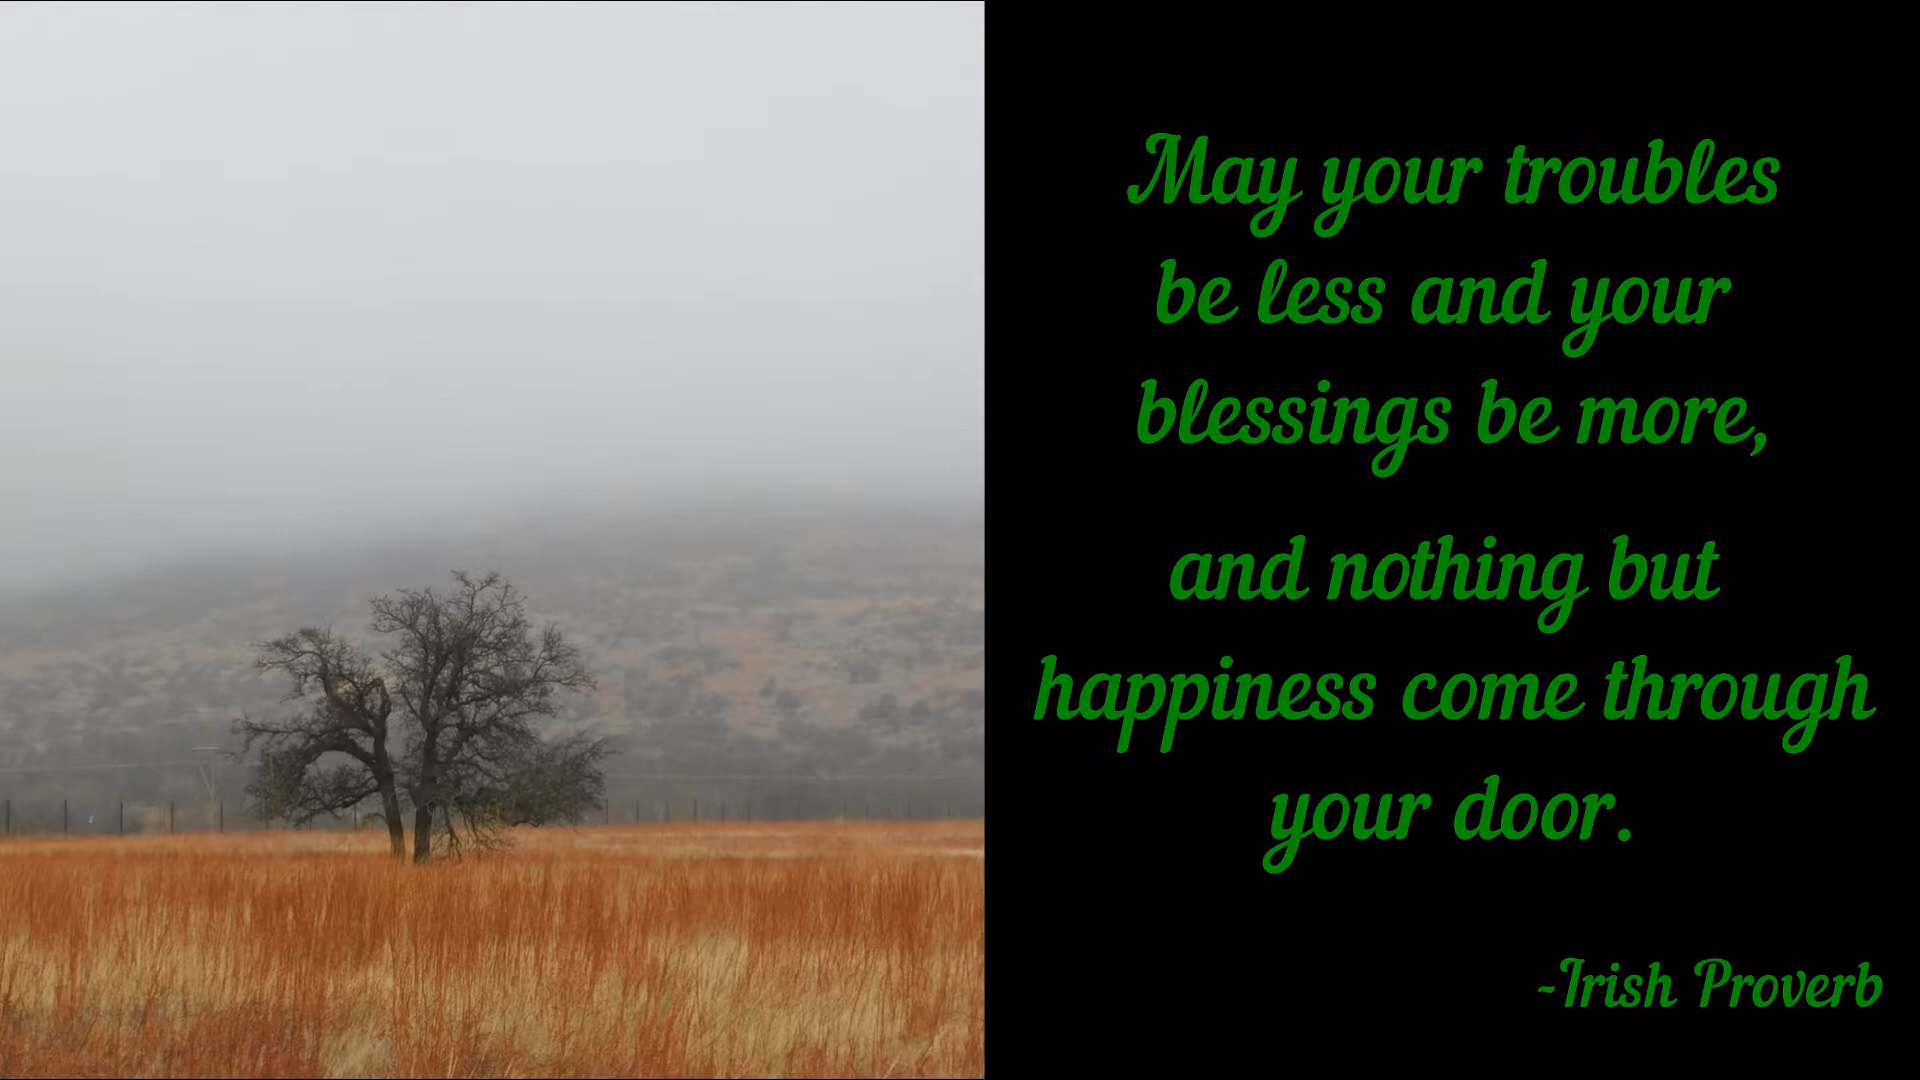 May your troubles
be less and your
blessings be more,
and nothing but
happiness come through
your door.
~Irish Proverb